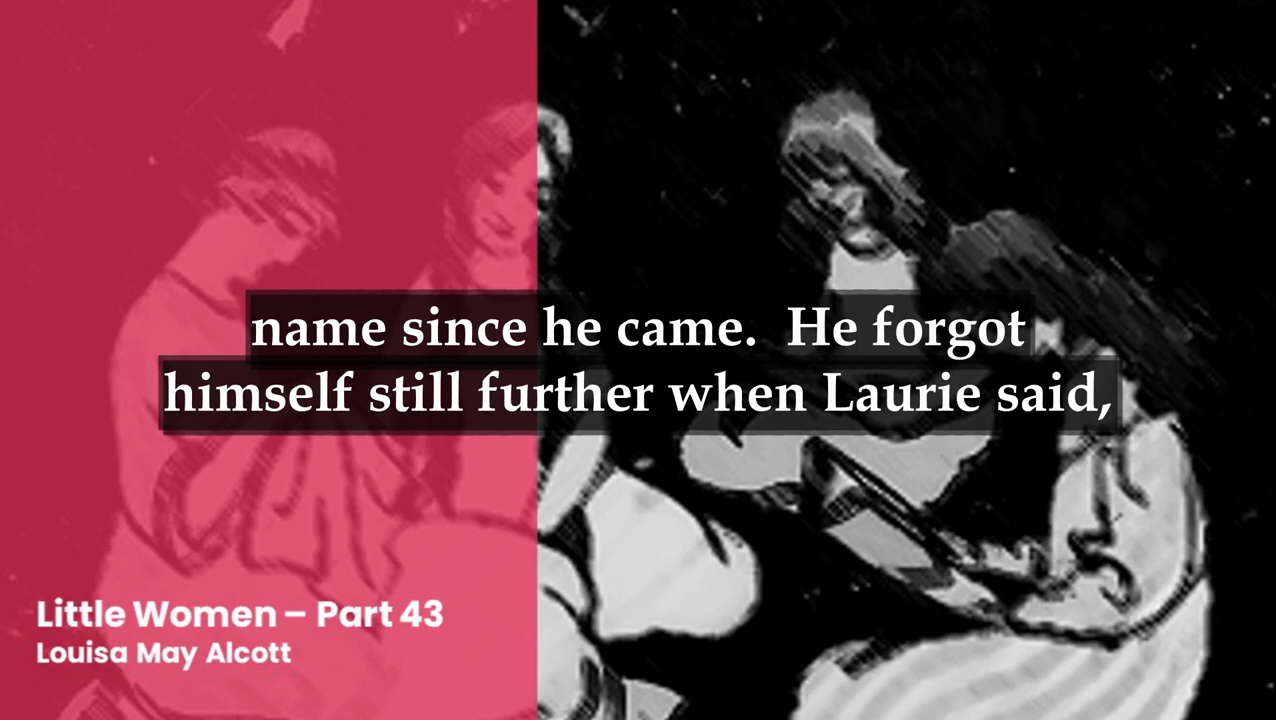 name since he came.  He forgot
himself still further when Laurie said,
Little Women – Part 43
Louisa May Alcott